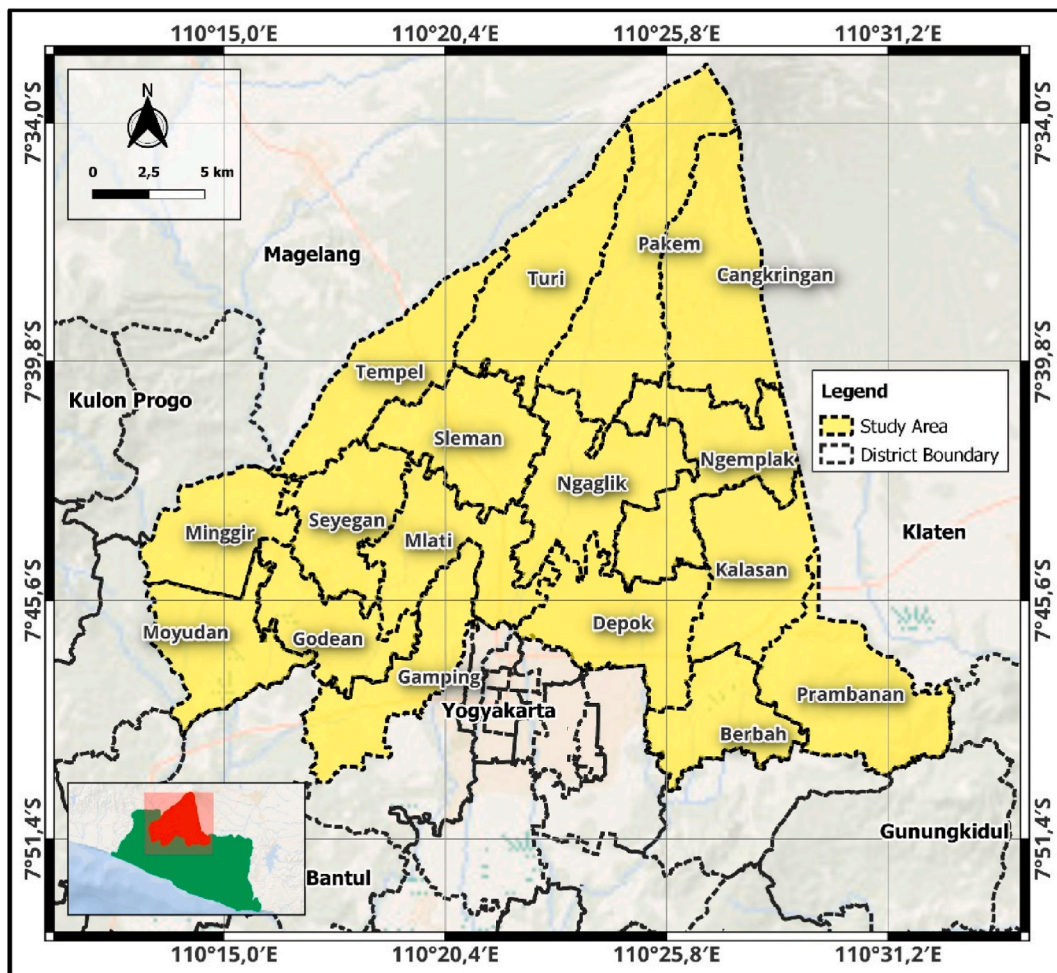 110°15,0′E 110°20,4′E 110°25,8′E 110°31,2′E
7°34,0′S
7°34,0′S
N
0 2,5 5 km
Magelang
Pakem
Turi
Cangkringan
7°39,8′S
7°39,8′S
Tempel
Kulon Progo
Legend
Study Area
District Boundary
Sleman
Ngemplak
Ngaglik
Seyegan
Minggir
Mlati
Klaten
Kalasan
7°45,6′S
7°45,6′S
Moyudan
Godean
Depok
Gamping
Prambanan
Yogyakarta
Berbah
7°51,4′S
7°51,4′S
Gunungkidul
Bantul
110°15,0′E 110°20,4′E 110°25,8′E 110°31,2′E